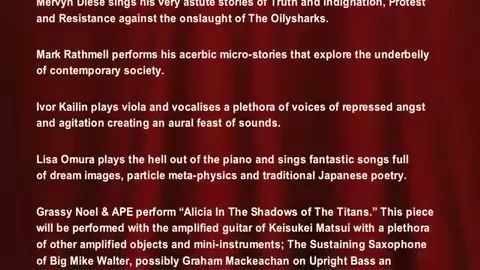 Mervyn Diese sings his very astute stories of Truth and Indignation, Protest
and Resistance against the onslaught of The Oilysharks.
Mark Rathmell performs his acerbic micro-stories that explore the underbelly
of contemporary society.
Ivor Kailin plays viola and vocalises a plethora of voices of repressed angst
and agitation creating an aural feast of sounds.
Lisa Omura plays the hell out of the piano and sings fantastic songs full
of dream images, particle meta-physics and traditional Japanese poetry.
Grassy Noel & APE perform “Alicia In The Shadows of The Titans.” This piece
will be performed with the amplified guitar of Keisukei Matsui with a plethora
of other amplified objects and mini-instruments; The Sustaining Saxophone
of Big Mike Walter, possibly Graham Mackeachan on Upright Bass an